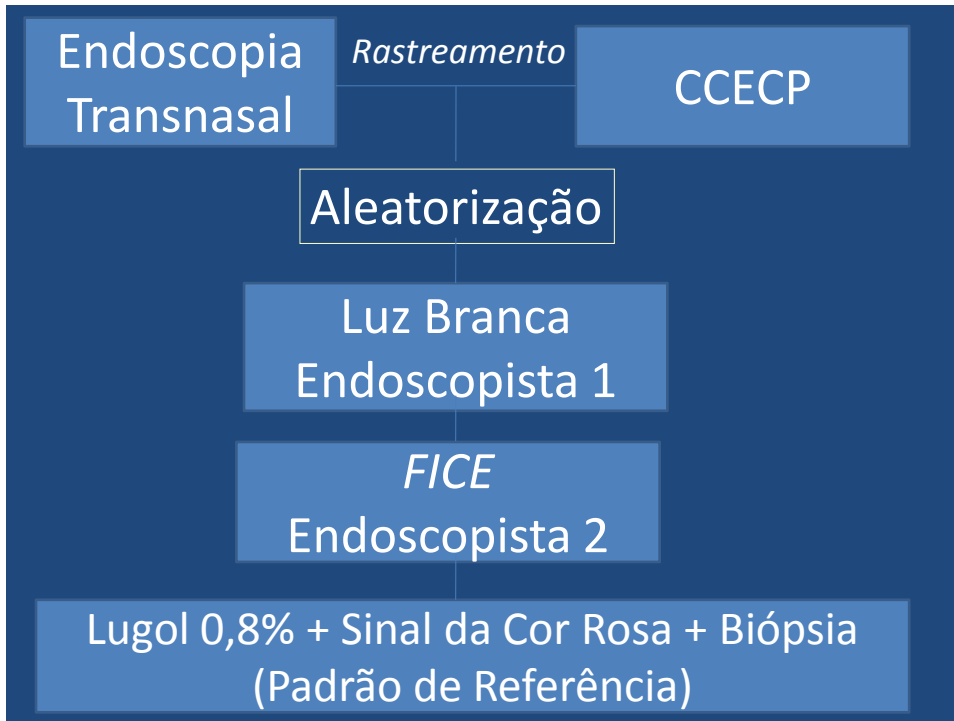 Endoscopia
Transnasal
Rastreamento
CCECP
Aleatorização
Luz Branca
Endoscopista 1
FICE
Endoscopista 2
Lugol 0,8% + Sinal da Cor Rosa + Biópsia
(Padrão de Referência)